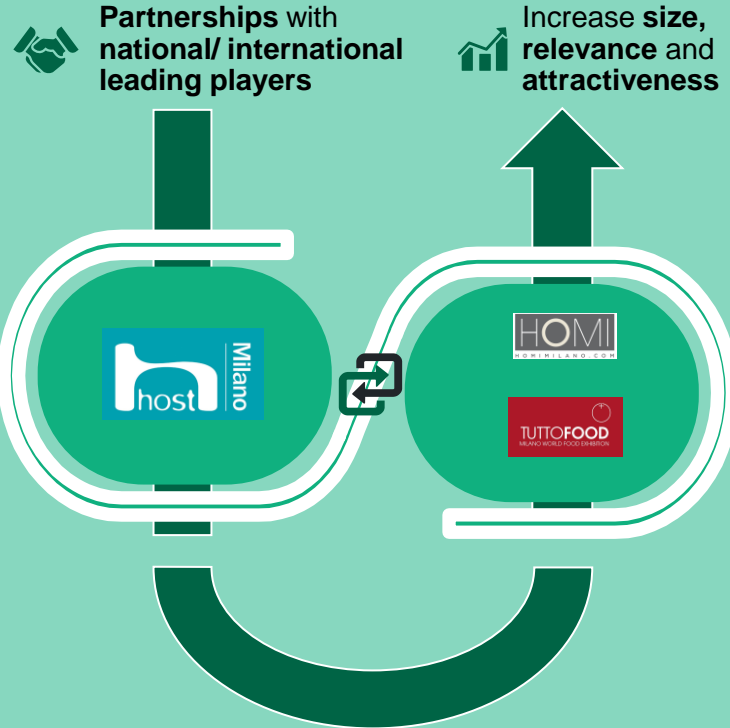 Partnerships with
national/ international
leading players
Increase size,
relevance and
attractiveness
host
Milano
HOMI
HOMIMILANO.COM
TUTTOFOOD
MILANO WORLD FOOD EXHIBITION